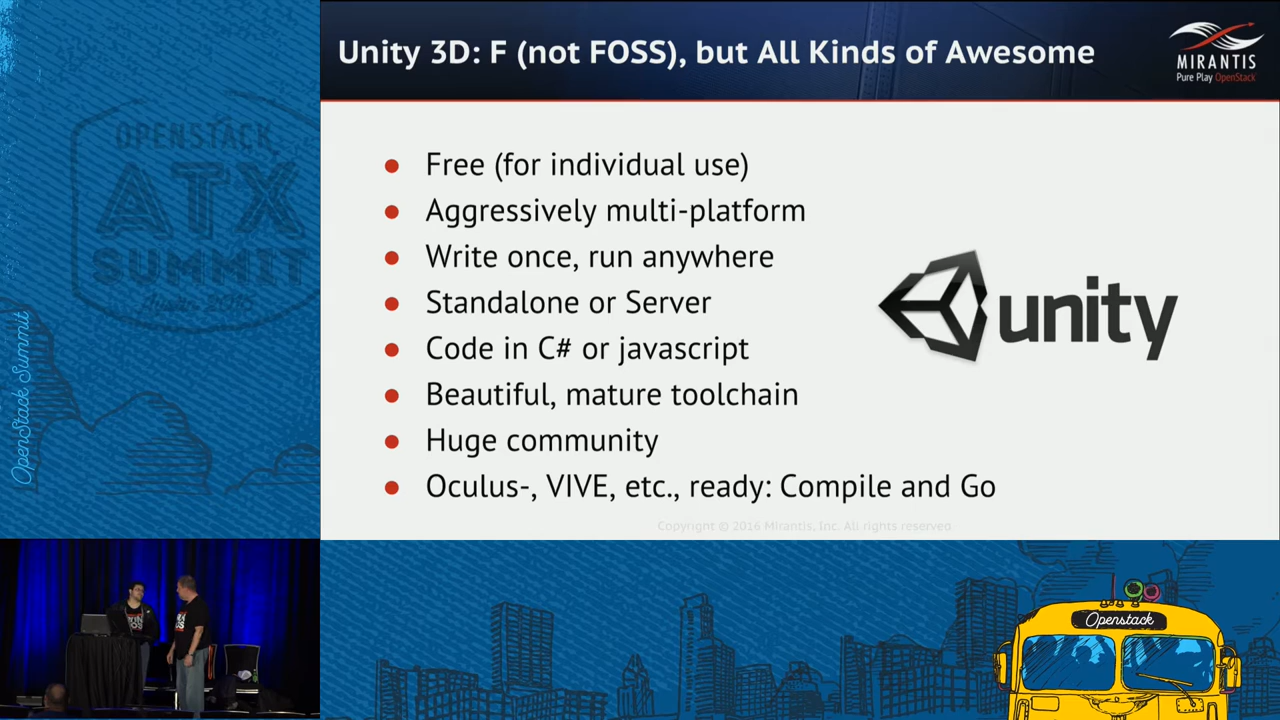 Unity 3D: F (not FOSS), but All Kinds of Awesome
MIRANTIS
Pure Play OpenStack
Free (for individual use)
Aggressively multi-platform
Write once, run anywhere
Standalone or Server
Code in C# or javascript
Beautiful, mature toolchain
Huge community
Oculus-, VIVE, etc., ready: Compile and Go
unity
Copyright © 2016 Mirantis, Inc. All rights reserved
OPENSTACK
ATX
SUMMIT
OpenStack Summit
Openstack